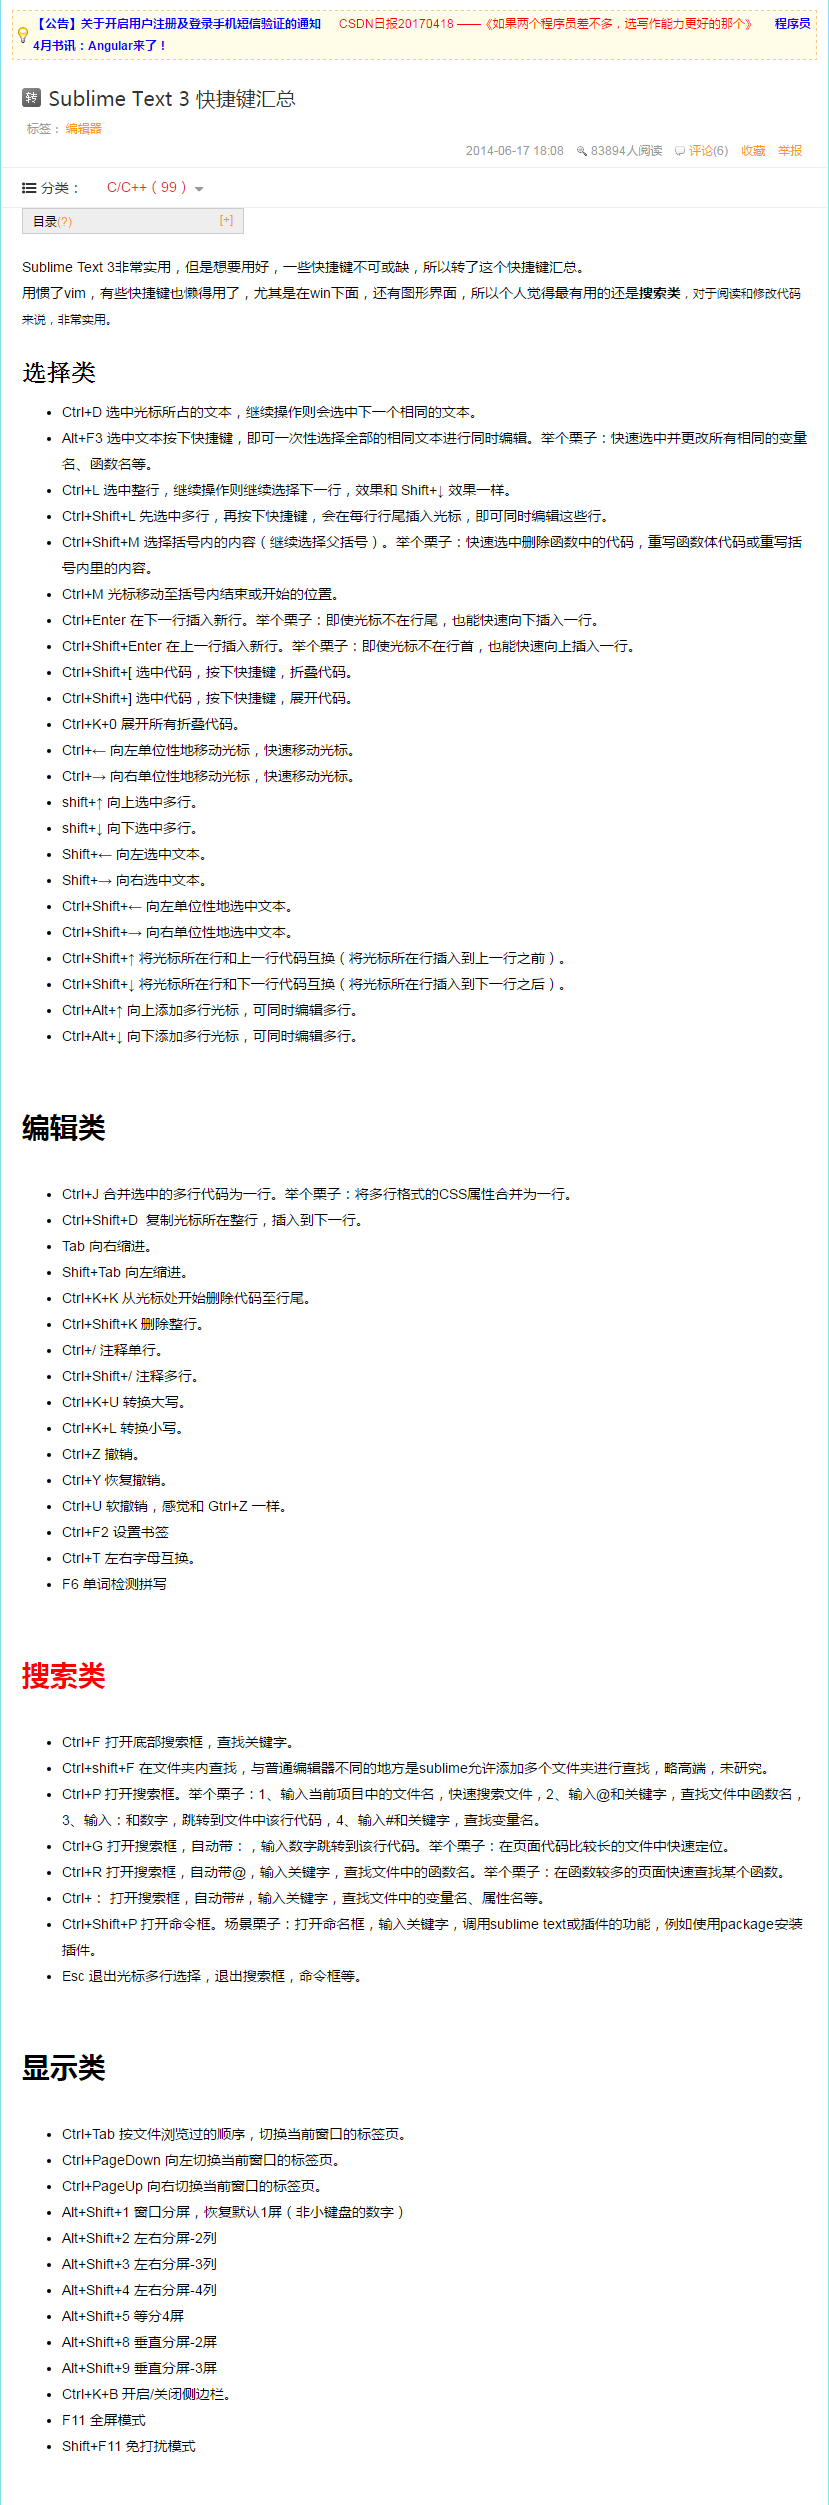 【公告】关于开启用户注册及登录手机短信验证的通知 CSDN日报20170418 ——《如果两个程序员差不多，选写作能力更好的那个》 程序员
4月书讯：Angular来了！
转 Sublime Text 3 快捷键汇总
标签： 编辑器
2014-06-17 18:08 83894人阅读 评论(6) 收藏 举报
分类： C/C++（99）
目录(?) [+]
Sublime Text 3非常实用，但是想要用好，一些快捷键不可或缺，所以转了这个快捷键汇总。
用惯了vim，有些快捷键也懒得用了，尤其是在win下面，还有图形界面，所以个人觉得最有用的还是搜索类，对于阅读和修改代码
来说，非常实用。
选择类
• Ctrl+D 选中光标所占的文本，继续操作则会选中下一个相同的文本。
• Alt+F3 选中文本按下快捷键，即可一次性选择全部的相同文本进行同时编辑。举个栗子：快速选中并更改所有相同的变量
名、函数名等。
• Ctrl+L 选中整行，继续操作则继续选择下一行，效果和 Shift+↓ 效果一样。
• Ctrl+Shift+L 先选中多行，再按下快捷键，会在每行行尾插入光标，即可同时编辑这些行。
• Ctrl+Shift+M 选择括号内的内容（继续选择父括号）。举个栗子：快速选中删除函数中的代码，重写函数体代码或重写括
号内里的内容。
• Ctrl+M 光标移动至括号内结束或开始的位置。
• Ctrl+Enter 在下一行插入新行。举个栗子：即使光标不在行尾，也能快速向下插入一行。
• Ctrl+Shift+Enter 在上一行插入新行。举个栗子：即使光标不在行首，也能快速向上插入一行。
• Ctrl+Shift+[ 选中代码，按下快捷键，折叠代码。
• Ctrl+Shift+] 选中代码，按下快捷键，展开代码。
• Ctrl+K+0 展开所有折叠代码。
• Ctrl+← 向左单位性地移动光标，快速移动光标。
• Ctrl+→ 向右单位性地移动光标，快速移动光标。
• shift+↑ 向上选中多行。
• shift+↓ 向下选中多行。
• Shift+← 向左选中文本。
• Shift+→ 向右选中文本。
• Ctrl+Shift+← 向左单位性地选中文本。
• Ctrl+Shift+→ 向右单位性地选中文本。
• Ctrl+Shift+↑ 将光标所在行和上一行代码互换（将光标所在行插入到上一行之前）。
• Ctrl+Shift+↓ 将光标所在行和下一行代码互换（将光标所在行插入到下一行之后）。
• Ctrl+Alt+↑ 向上添加多行光标，可同时编辑多行。
• Ctrl+Alt+↓ 向下添加多行光标，可同时编辑多行。
编辑类
• Ctrl+J 合并选中的多行代码为一行。举个栗子：将多行格式的CSS属性合并为一行。
• Ctrl+Shift+D 复制光标所在整行，插入到下一行。
• Tab 向右缩进。
• Shift+Tab 向左缩进。
• Ctrl+K+K 从光标处开始删除代码至行尾。
• Ctrl+Shift+K 删除整行。
• Ctrl+/ 注释单行。
• Ctrl+Shift+/ 注释多行。
• Ctrl+K+U 转换大写。
• Ctrl+K+L 转换小写。
• Ctrl+Z 撤销。
• Ctrl+Y 恢复撤销。
• Ctrl+U 软撤销，感觉和 Gtrl+Z 一样。
• Ctrl+F2 设置书签
• Ctrl+T 左右字母互换。
• F6 单词检测拼写
搜索类
• Ctrl+F 打开底部搜索框，查找关键字。
• Ctrl+shift+F 在文件夹内查找，与普通编辑器不同的地方是sublime允许添加多个文件夹进行查找，略高端，未研究。
• Ctrl+P 打开搜索框。举个栗子：1、输入当前项目中的文件名，快速搜索文件，2、输入@和关键字，查找文件中函数名，
3、输入：和数字，跳转到文件中该行代码，4、输入#和关键字，查找变量名。
• Ctrl+G 打开搜索框，自动带：，输入数字跳转到该行代码。举个栗子：在页面代码比较长的文件中快速定位。
• Ctrl+R 打开搜索框，自动带@，输入关键字，查找文件中的函数名。举个栗子：在函数较多的页面快速查找某个函数。
• Ctrl+： 打开搜索框，自动带#，输入关键字，查找文件中的变量名、属性名等。
• Ctrl+Shift+P 打开命令框。场景栗子：打开命名框，输入关键字，调用sublime text或插件的功能，例如使用package安装
插件。
• Esc 退出光标多行选择，退出搜索框，命令框等。
显示类
• Ctrl+Tab 按文件浏览过的顺序，切换当前窗口的标签页。
• Ctrl+PageDown 向左切换当前窗口的标签页。
• Ctrl+PageUp 向右切换当前窗口的标签页。
• Alt+Shift+1 窗口分屏，恢复默认1屏（非小键盘的数字）
• Alt+Shift+2 左右分屏-2列
• Alt+Shift+3 左右分屏-3列
• Alt+Shift+4 左右分屏-4列
• Alt+Shift+5 等分4屏
• Alt+Shift+8 垂直分屏-2屏
• Alt+Shift+9 垂直分屏-3屏
• Ctrl+K+B 开启/关闭侧边栏。
• F11 全屏模式
• Shift+F11 免打扰模式